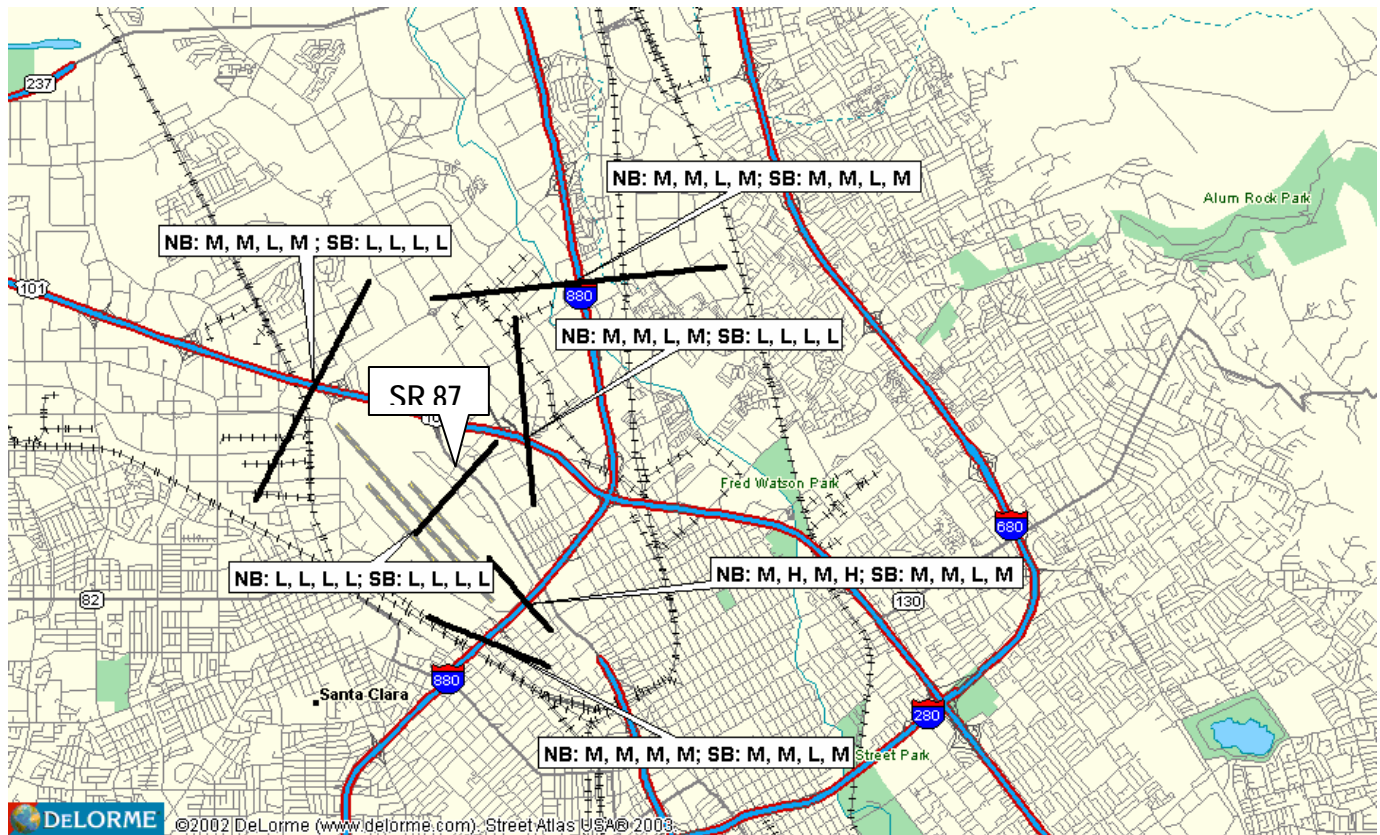 237
NB: M, M, L, M; SB: M, M, L, M
Alum Rock Park
NB: M, M, L, M ; SB: L, L, L, L
101
880
NB: M, M, L, M; SB: L, L, L, L
SR 87
Fred Watson Park
680
NB: L, L, L, L; SB: L, L, L, L
NB: M, H, M, H; SB: M, M, L, M
82
130
880
Santa Clara
280
NB: M, M, M, M; SB: M, M, L, M
Street Park
DELORME
©2002 DeLorme (www.delorme.com). Street Atlas USA® 2003.